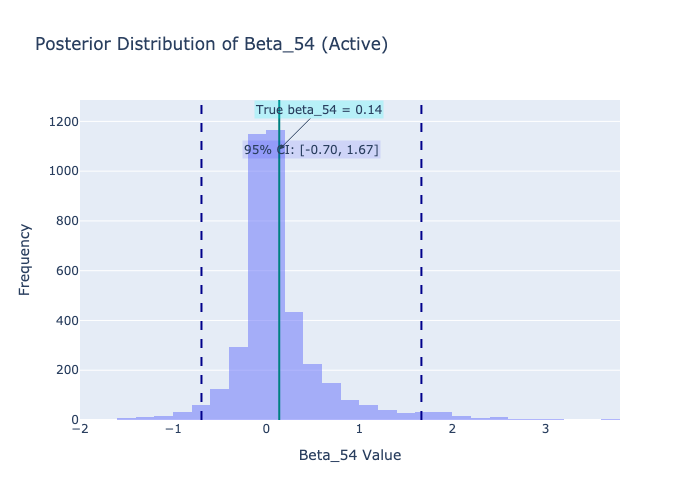 Posterior Distribution of Beta_54 (Active)
True beta_54 = 0.14
95% CI: [-0.70, 1.67]
1200
1000
800
600
400
200
0
Frequency
−2
−1
0
1
2
3
Beta_54 Value